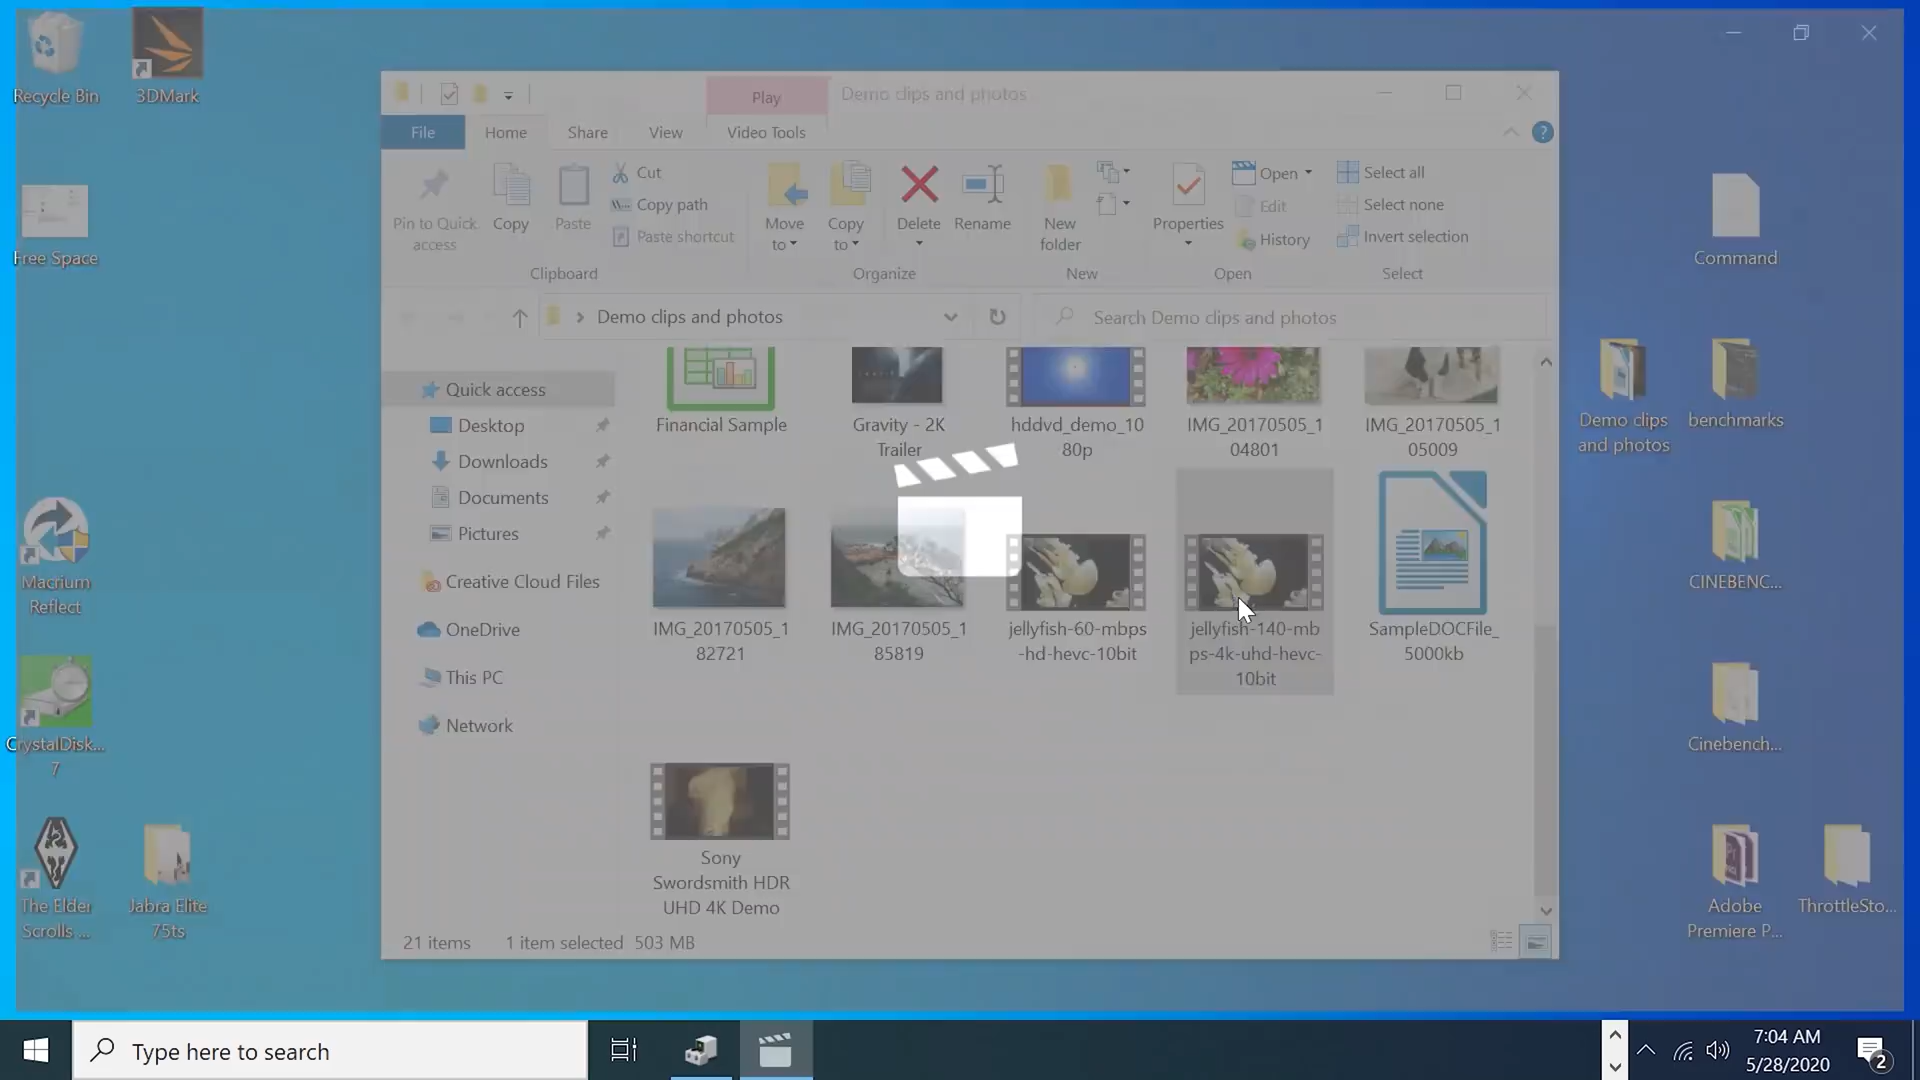 Recycle Bin
3DMark
Free Space
Macrium
Reflect
CrystalDisk...
7
The Elder
Scrolls ...
Jabra Elite
75ts
Play
Demo clips and photos
File
Home
Share
View
Video Tools
?
Pin to Quick
access
Copy
Paste
Cut
Copy path
Paste shortcut
Clipboard
Move
to
Copy
to
Delete
Rename
Organize
New
folder
New
Properties
Open
Edit
History
Open
Select all
Select none
Invert selection
Select
Demo clips and photos
Search Demo clips and photos
Quick access
Desktop
Downloads
Documents
Pictures
Creative Cloud Files
OneDrive
This PC
Network
Financial Sample
Gravity - 2K
Trailer
hddvd_demo_10
80p
IMG_20170505_1
04801
IMG_20170505_1
05009
IMG_20170505_1
82721
IMG_20170505_1
85819
jellyfish-60-mbps
-hd-hevc-10bit
jellyfish-140-mb
ps-4k-uhd-hevc-
10bit
SampleDOCFile_
5000kb
Sony
Swordsmith HDR
UHD 4K Demo
21 items
1 item selected 503 MB
Command
Demo clips
and photos
benchmarks
CINEBENC...
Cinebench...
Adobe
Premiere P...
ThrottleSto...
Type here to search
7:04 AM
5/28/2020
2